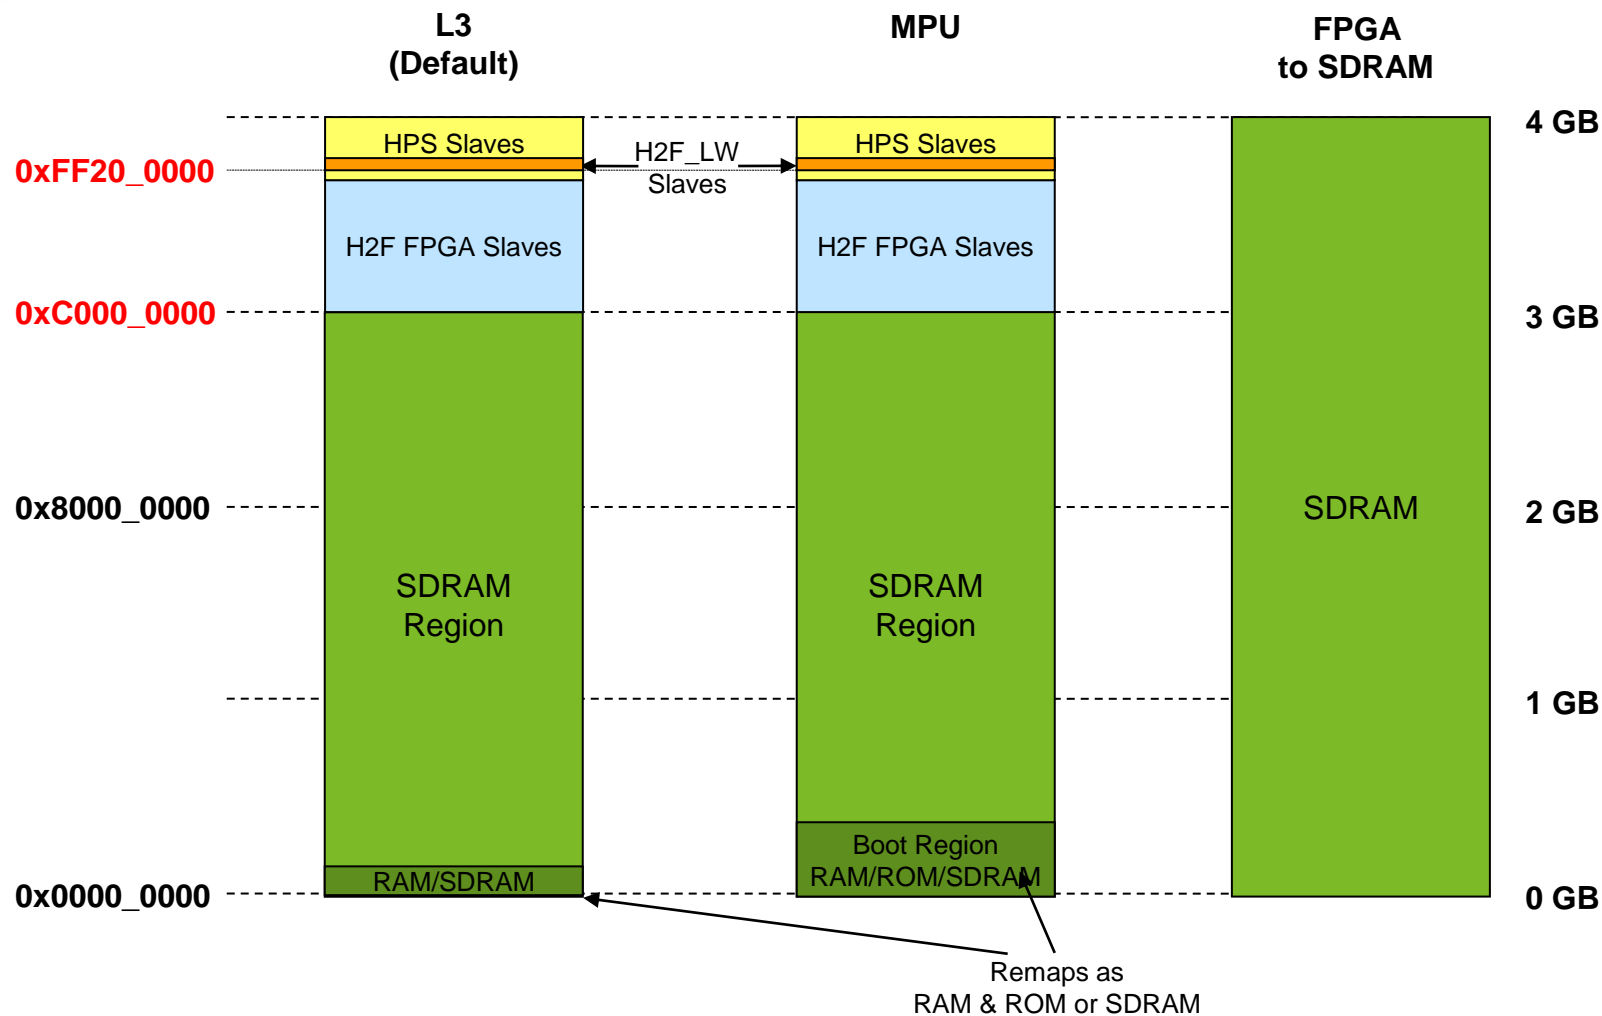 L3
(Default)
MPU
FPGA
to SDRAM
4 GB
HPS Slaves
H2F_LW
Slaves
HPS Slaves
0xFF20_0000
H2F FPGA Slaves
H2F FPGA Slaves
0xC000_0000
3 GB
0x8000_0000
SDRAM
2 GB
SDRAM
Region
SDRAM
Region
1 GB
Boot Region
RAM/ROM/SDRAM
RAM/SDRAM
0x0000_0000
0 GB
Remaps as
RAM & ROM or SDRAM